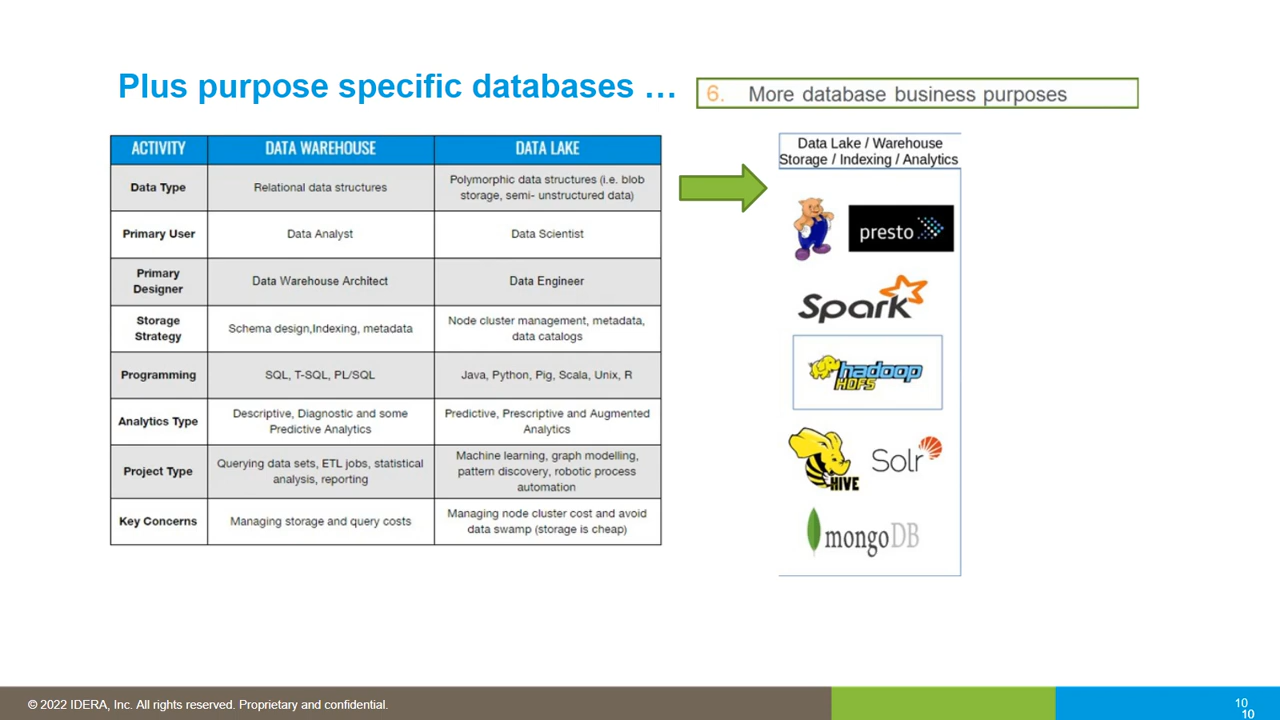 Plus purpose specific databases …
6. More database business purposes
ACTIVITY DATA WAREHOUSE DATA LAKE
Data Type
Relational data structures
Polymorphic data structures (i.e. blob
storage, semi- unstructured data)
Primary User Data Analyst Data Scientist
Primary
Designer
Data Warehouse Architect Data Engineer
Storage
Strategy
Schema design,Indexing, metadata
Node cluster management, metadata,
data catalogs
Programming SQL, T-SQL, PL/SQL Java, Python, Pig, Scala, Unix, R
Analytics Type
Descriptive, Diagnostic and some
Predictive Analytics
Predictive, Prescriptive and Augmented
Analytics
Project Type
Querying data sets, ETL jobs, statistical
analysis, reporting
Machine learning, graph modelling,
pattern discovery, robotic process
automation
Key Concerns
Managing storage and query costs
Managing node cluster cost and avoid
data swamp (storage is cheap)
Data Lake / Warehouse
Storage / Indexing / Analytics
presto
Spark
hadoop
HDFS
HIVE
Solr
mongoDB
© 2022 IDERA, Inc. All rights reserved. Proprietary and confidential.
10
10